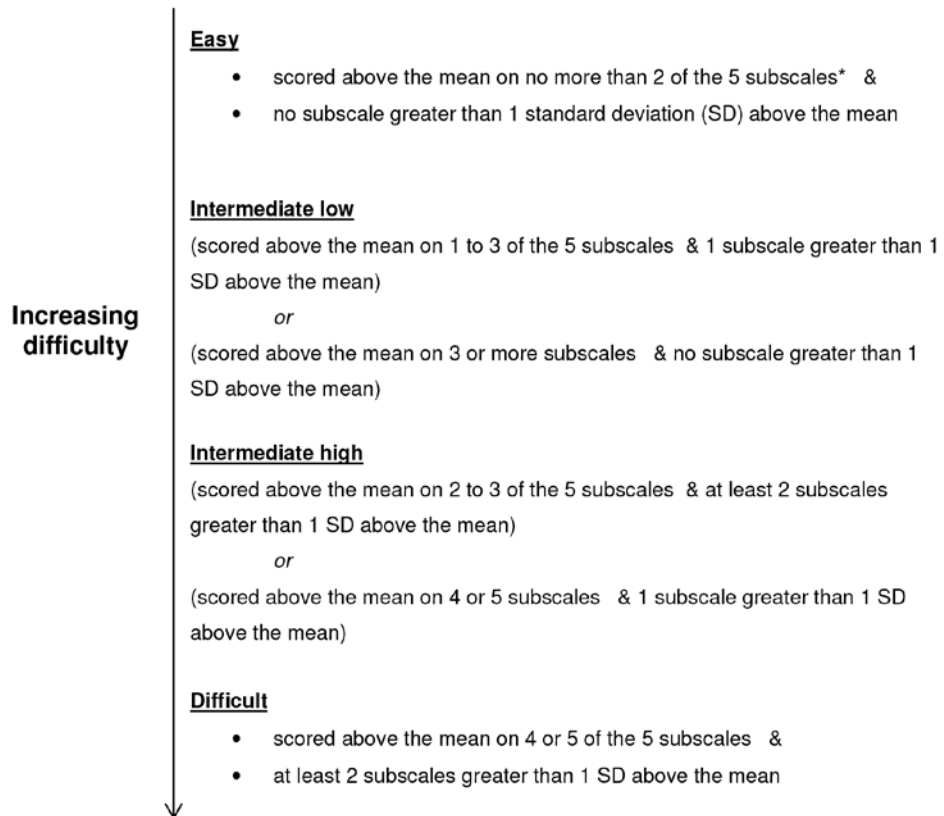 Easy
• scored above the mean on no more than 2 of the 5 subscales* &
• no subscale greater than 1 standard deviation (SD) above the mean
Intermediate low
(scored above the mean on 1 to 3 of the 5 subscales & 1 subscale greater than 1
SD above the mean)
or
(scored above the mean on 3 or more subscales & no subscale greater than 1
SD above the mean)
Increasing
difficulty
Intermediate high
(scored above the mean on 2 to 3 of the 5 subscales & at least 2 subscales
greater than 1 SD above the mean)
or
(scored above the mean on 4 or 5 subscales & 1 subscale greater than 1 SD
above the mean)
Difficult
• scored above the mean on 4 or 5 of the 5 subscales &
• at least 2 subscales greater than 1 SD above the mean